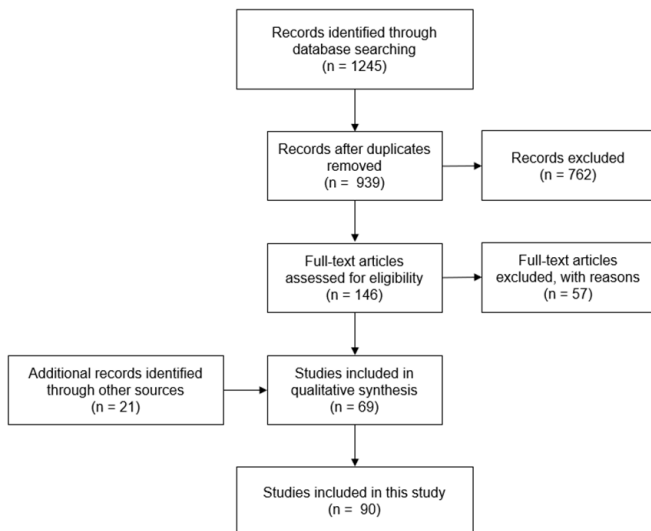 Records identified through
database searching
(n = 1245)
Records after duplicates
removed
(n = 939)
Records excluded
(n = 762)
Full-text articles
assessed for eligibility
(n = 146)
Full-text articles
excluded, with reasons
(n = 57)
Additional records identified
through other sources
(n = 21)
Studies included in
qualitative synthesis
(n = 69)
Studies included in this study
(n = 90)